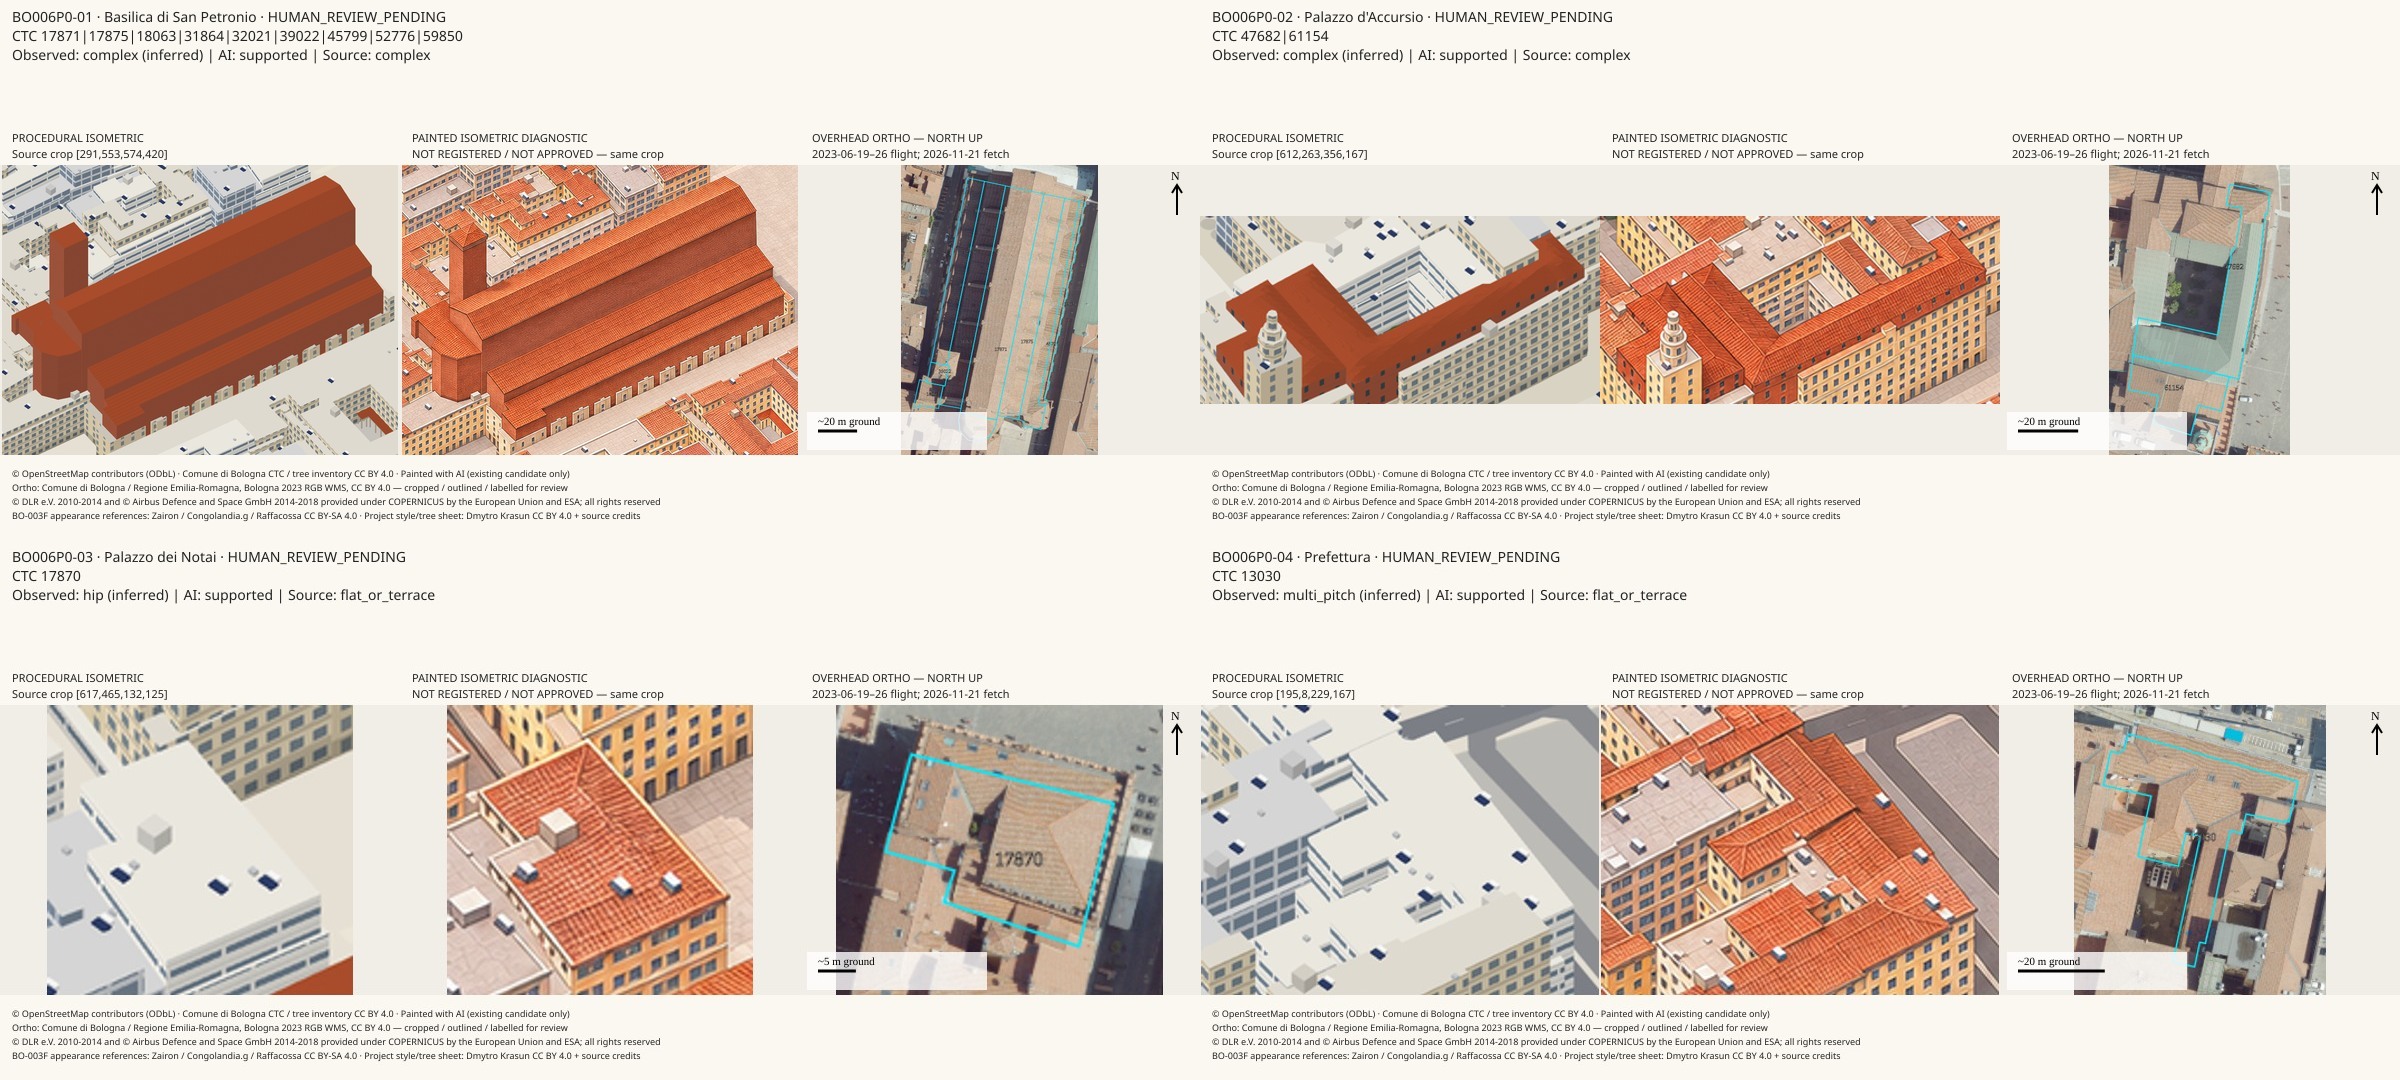 BO006P0-01 · Basilica di San Petronio · HUMAN_REVIEW_PENDING
CTC 17871|17875|18063|31864|32021|39022|45799|52776|59850
Observed: complex (inferred) | AI: supported | Source: complex
PROCEDURAL ISOMETRIC
Source crop [291,553,574,420]
PAINTED ISOMETRIC DIAGNOSTIC
NOT REGISTERED / NOT APPROVED — same crop
OVERHEAD ORTHO — NORTH UP
2023-06-19–26 flight; 2026-11-21 fetch
N
17871
17875
~20 m ground
© OpenStreetMap contributors (ODbL) · Comune di Bologna CTC / tree inventory CC BY 4.0 · Painted with AI (existing candidate only)
Ortho: Comune di Bologna / Regione Emilia-Romagna, Bologna 2023 RGB WMS, CC BY 4.0 — cropped / outlined / labelled for review
© DLR e.V. 2010-2014 and © Airbus Defence and Space GmbH 2014-2018 provided under COPERNICUS by the European Union and ESA; all rights reserved
BO-003F appearance references: Zairon / Congolandia.g / Raffacossa CC BY-SA 4.0 · Project style/tree sheet: Dmytro Krasun CC BY 4.0 + source credits
BO006P0-02 · Palazzo d'Accursio · HUMAN_REVIEW_PENDING
CTC 47682|61154
Observed: complex (inferred) | AI: supported | Source: complex
PROCEDURAL ISOMETRIC
Source crop [612,263,356,167]
PAINTED ISOMETRIC DIAGNOSTIC
NOT REGISTERED / NOT APPROVED — same crop
OVERHEAD ORTHO — NORTH UP
2023-06-19–26 flight; 2026-11-21 fetch
N
61154
~20 m ground
© OpenStreetMap contributors (ODbL) · Comune di Bologna CTC / tree inventory CC BY 4.0 · Painted with AI (existing candidate only)
Ortho: Comune di Bologna / Regione Emilia-Romagna, Bologna 2023 RGB WMS, CC BY 4.0 — cropped / outlined / labelled for review
© DLR e.V. 2010-2014 and © Airbus Defence and Space GmbH 2014-2018 provided under COPERNICUS by the European Union and ESA; all rights reserved
BO-003F appearance references: Zairon / Congolandia.g / Raffacossa CC BY-SA 4.0 · Project style/tree sheet: Dmytro Krasun CC BY 4.0 + source credits
BO006P0-03 · Palazzo dei Notai · HUMAN_REVIEW_PENDING
CTC 17870
Observed: hip (inferred) | AI: supported | Source: flat_or_terrace
PROCEDURAL ISOMETRIC
Source crop [617,465,132,125]
PAINTED ISOMETRIC DIAGNOSTIC
NOT REGISTERED / NOT APPROVED — same crop
OVERHEAD ORTHO — NORTH UP
2023-06-19–26 flight; 2026-11-21 fetch
N
17870
~5 m ground
© OpenStreetMap contributors (ODbL) · Comune di Bologna CTC / tree inventory CC BY 4.0 · Painted with AI (existing candidate only)
Ortho: Comune di Bologna / Regione Emilia-Romagna, Bologna 2023 RGB WMS, CC BY 4.0 — cropped / outlined / labelled for review
© DLR e.V. 2010-2014 and © Airbus Defence and Space GmbH 2014-2018 provided under COPERNICUS by the European Union and ESA; all rights reserved
BO-003F appearance references: Zairon / Congolandia.g / Raffacossa CC BY-SA 4.0 · Project style/tree sheet: Dmytro Krasun CC BY 4.0 + source credits
BO006P0-04 · Prefettura · HUMAN_REVIEW_PENDING
CTC 13030
Observed: multi_pitch (inferred) | AI: supported | Source: flat_or_terrace
PROCEDURAL ISOMETRIC
Source crop [195,8,229,167]
PAINTED ISOMETRIC DIAGNOSTIC
NOT REGISTERED / NOT APPROVED — same crop
OVERHEAD ORTHO — NORTH UP
2023-06-19–26 flight; 2026-11-21 fetch
N
~20 m ground
© OpenStreetMap contributors (ODbL) · Comune di Bologna CTC / tree inventory CC BY 4.0 · Painted with AI (existing candidate only)
Ortho: Comune di Bologna / Regione Emilia-Romagna, Bologna 2023 RGB WMS, CC BY 4.0 — cropped / outlined / labelled for review
© DLR e.V. 2010-2014 and © Airbus Defence and Space GmbH 2014-2018 provided under COPERNICUS by the European Union and ESA; all rights reserved
BO-003F appearance references: Zairon / Congolandia.g / Raffacossa CC BY-SA 4.0 · Project style/tree sheet: Dmytro Krasun CC BY 4.0 + source credits